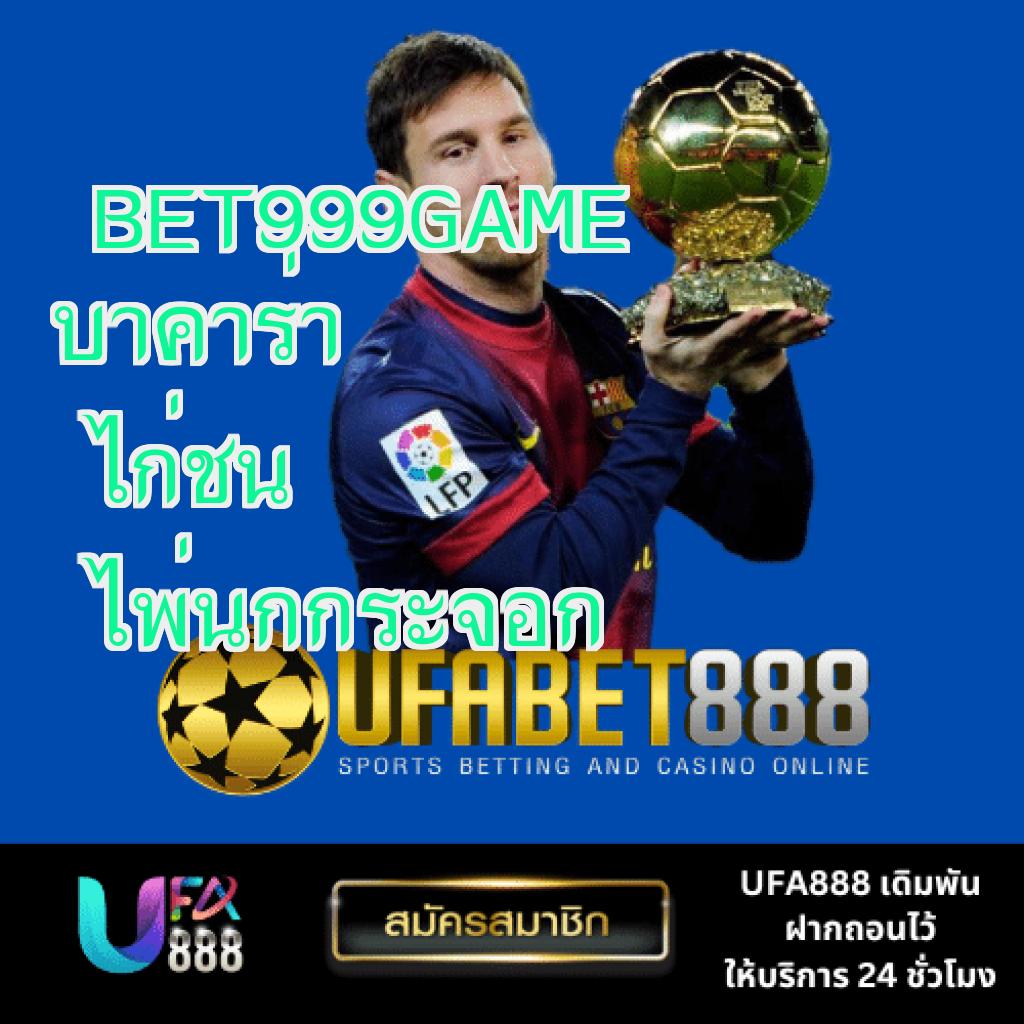 BET9ุ99GAME
บาคารา
ไก่ชน
ไพ่นกกระจอก
LFP
UFABET888
SPORTS BETTING AND CASINO ONLINE
UFA
888
สมัครสมาชิก
UFA888 เดิมพัน
ฝากถอนไว้
ให้บริการ 24 ชั่วโมง